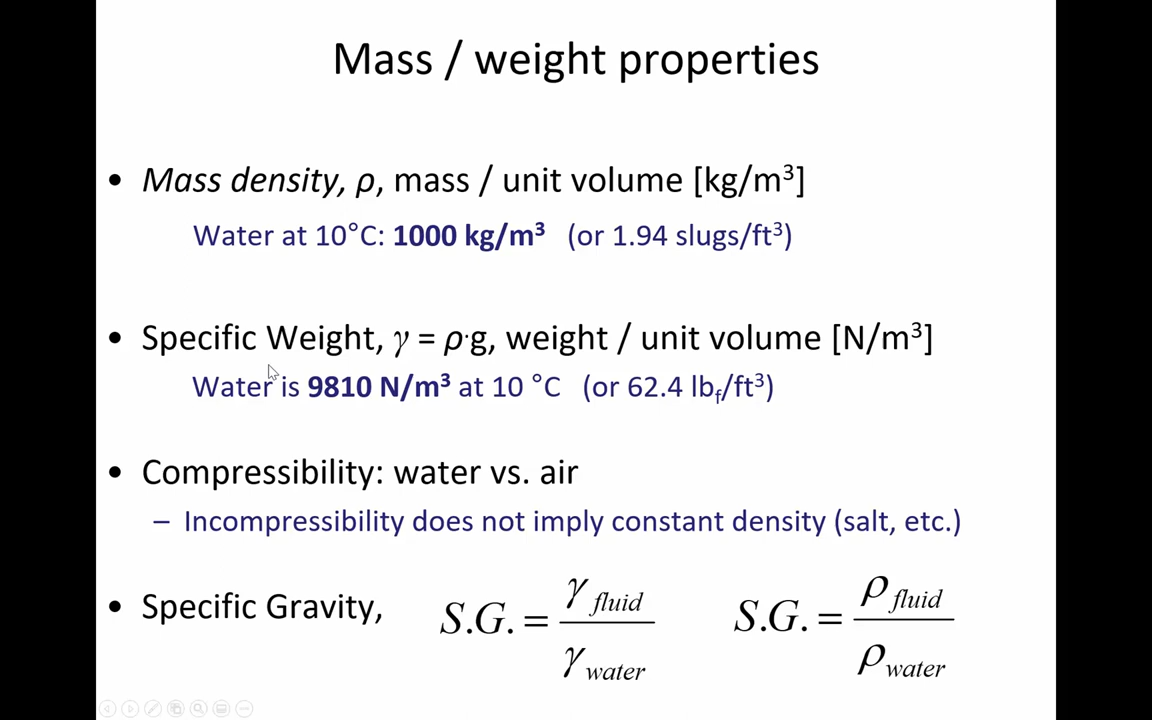 Mass / weight properties
• Mass density, ρ, mass / unit volume [kg/m³]
Water at 10°C: 1000 kg/m³ (or 1.94 slugs/ft³)
• Specific Weight, γ = ρ·g, weight / unit volume [N/m³]
Water is 9810 N/m³ at 10 °C (or 62.4 lb_f/ft³)
• Compressibility: water vs. air
– Incompressibility does not imply constant density (salt, etc.)
• Specific Gravity, S.G. = γ_fluid / γ_water S.G. = ρ_fluid / ρ_water